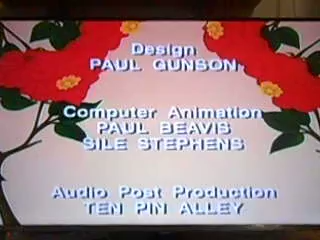 Design
PAUL GUNSON
Computer Animation
PAUL BEAVIS
SILE STEPHENS
Audio Post Production
TEN PIN ALLEY